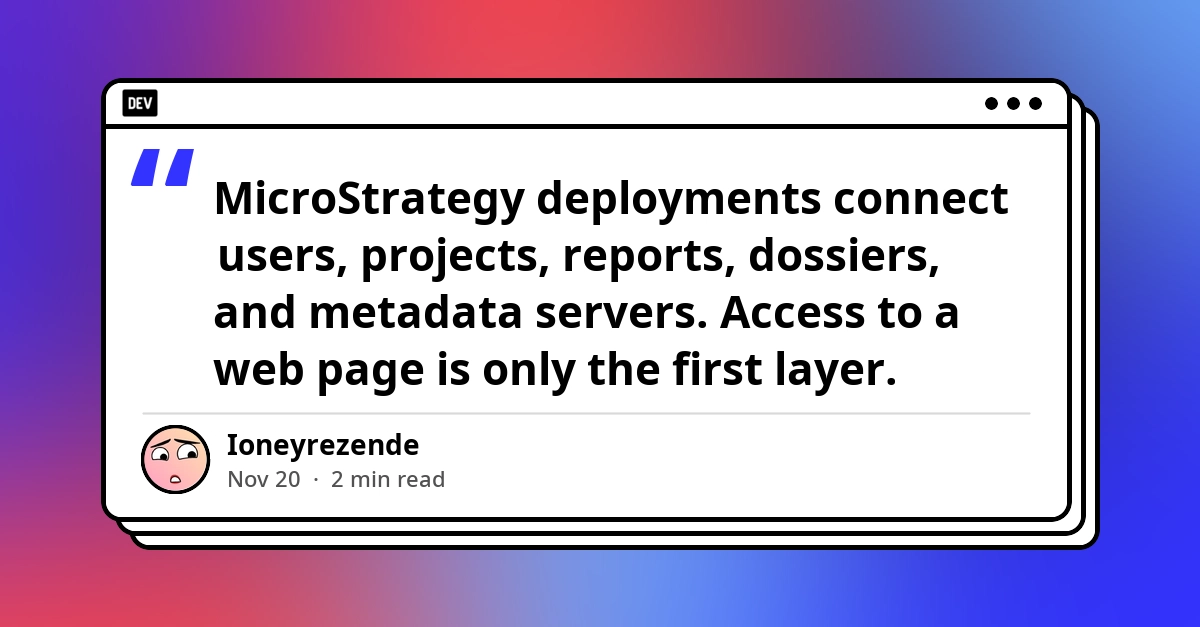 DEV
“
MicroStrategy deployments connect
users, projects, reports, dossiers,
and metadata servers. Access to a
web page is only the first layer.
Ioneyrezende
Nov 20 · 2 min read